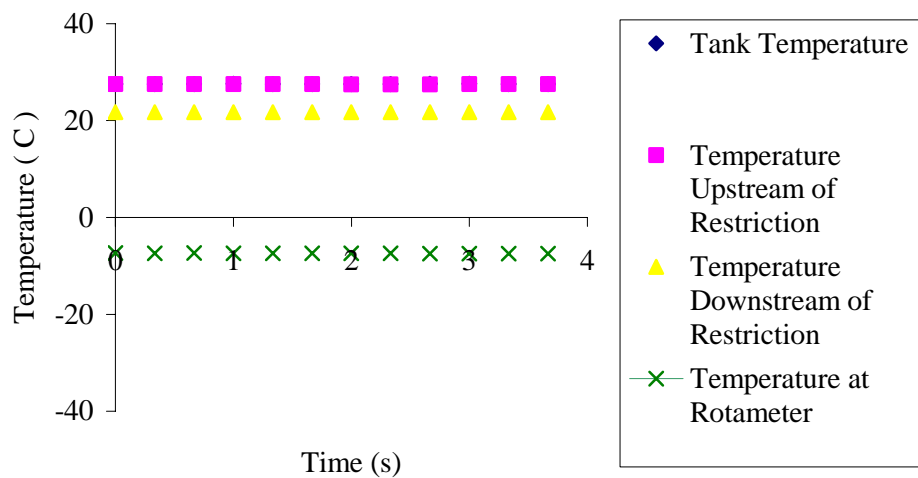 40
20
0
-20
-40
0
1
2
3
4
Temperature ( C )
Time (s)
Tank Temperature
Temperature
Upstream of
Restriction
Temperature
Downstream of
Restriction
Temperature at
Rotameter